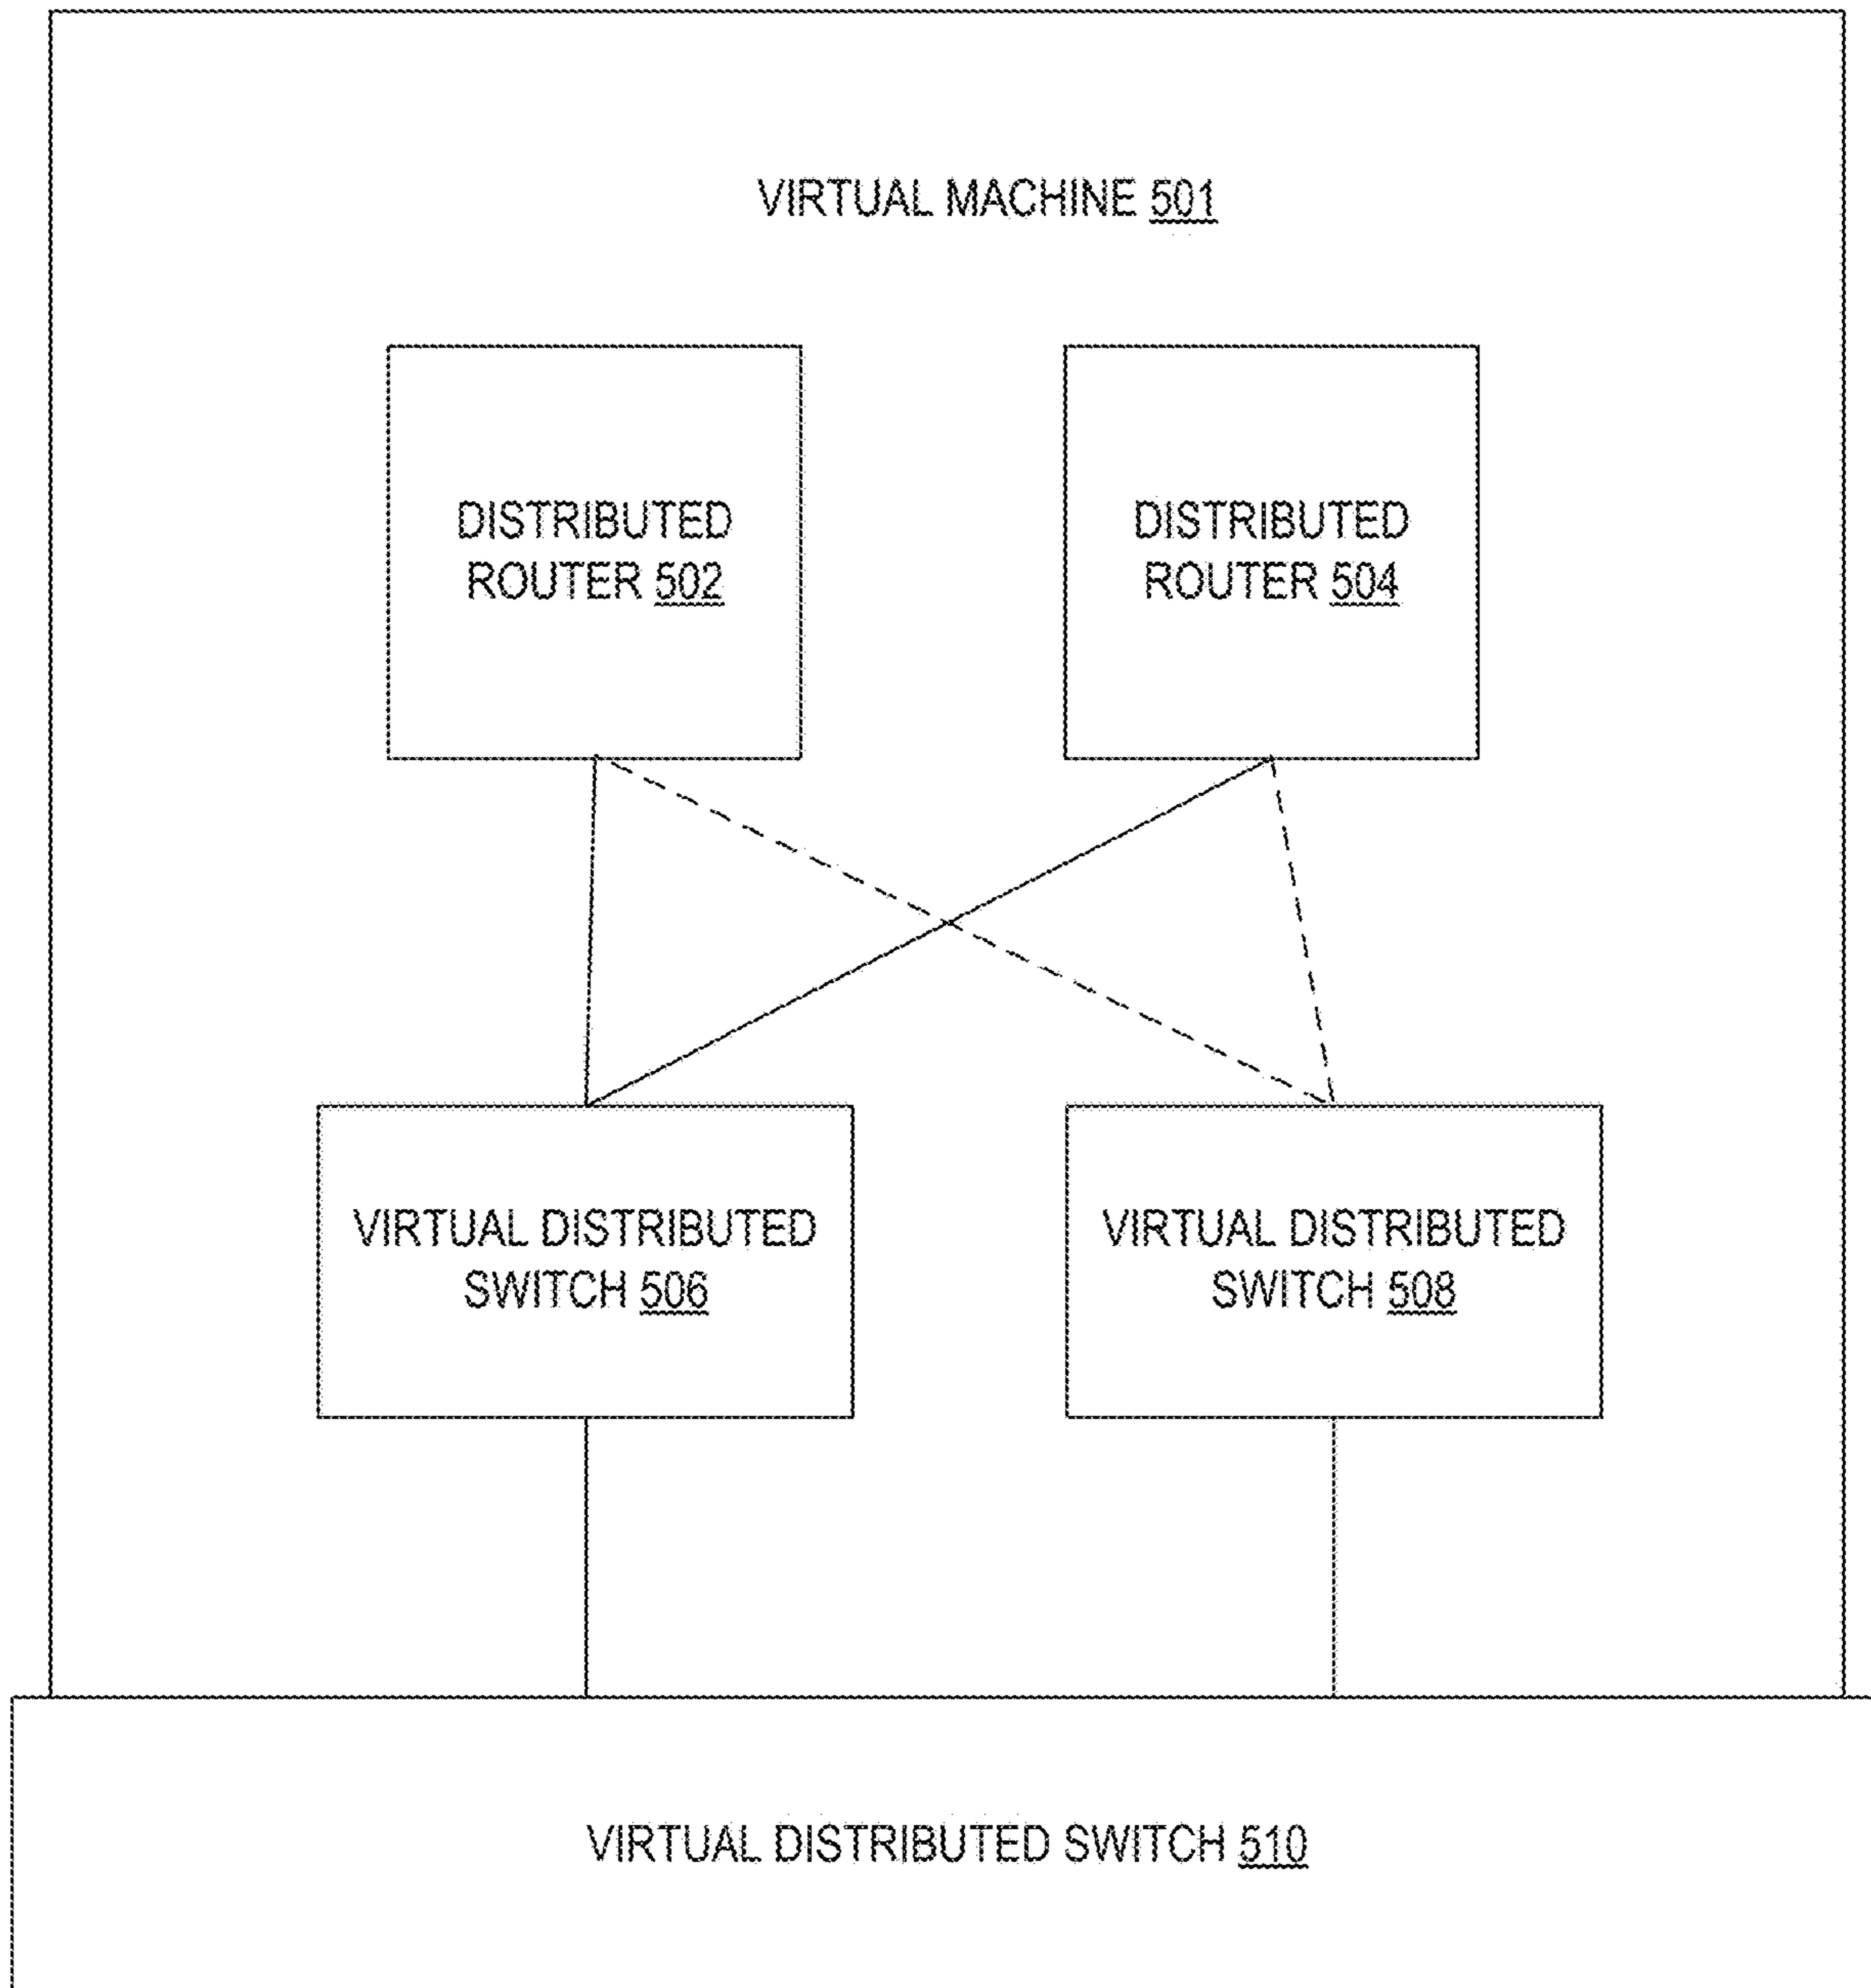 VIRTUAL MACHINE 501
DISTRIBUTED
ROUTER 502
DISTRIBUTED
ROUTER 504
VIRTUAL DISTRIBUTED
SWITCH 506
VIRTUAL DISTRIBUTED
SWITCH 508
VIRTUAL DISTRIBUTED SWITCH 510